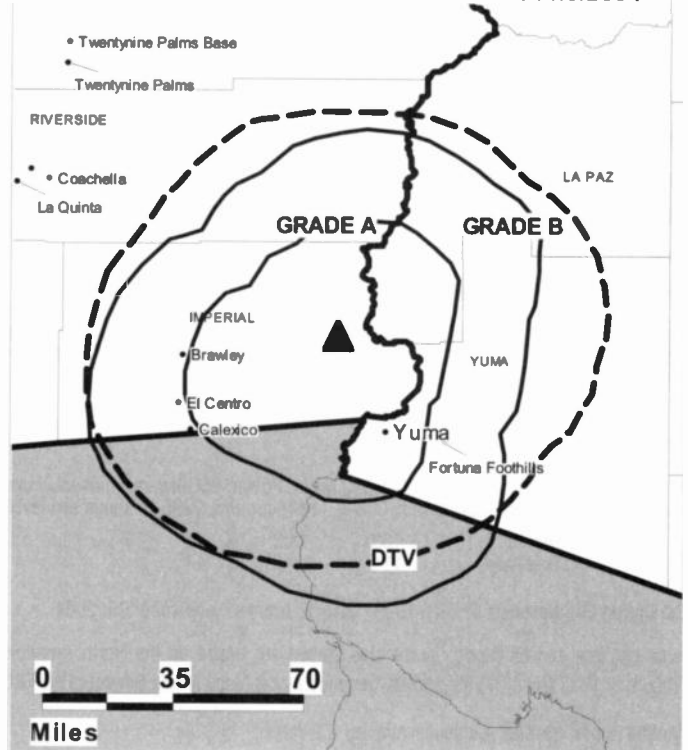 Twentynine Palms Base
Twentynine Palms
RIVERSIDE
Coachella
La Quinta
LA PAZ
GRADE A
GRADE B
IMPERIAL
Brawley
YUMA
El Centro
Calexico
Yuma
Fortuna Foothills
DTV
0 35 70
Miles